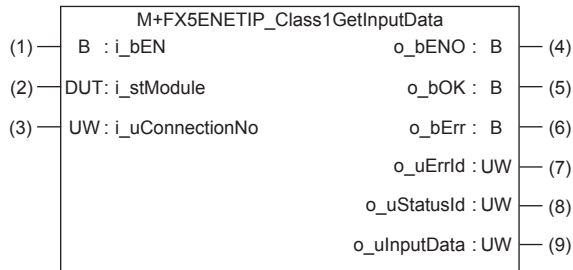 M+FX5ENETIP_Class1GetInputData
(1) B : i_bEN o_bENO : B (4)
(2) DUT: i_stModule o_bOK : B (5)
(3) UW : i_uConnectionNo o_bErr : B (6)
o_uErrId : UW (7)
o_uStatusId : UW (8)
o_uInputData : UW (9)